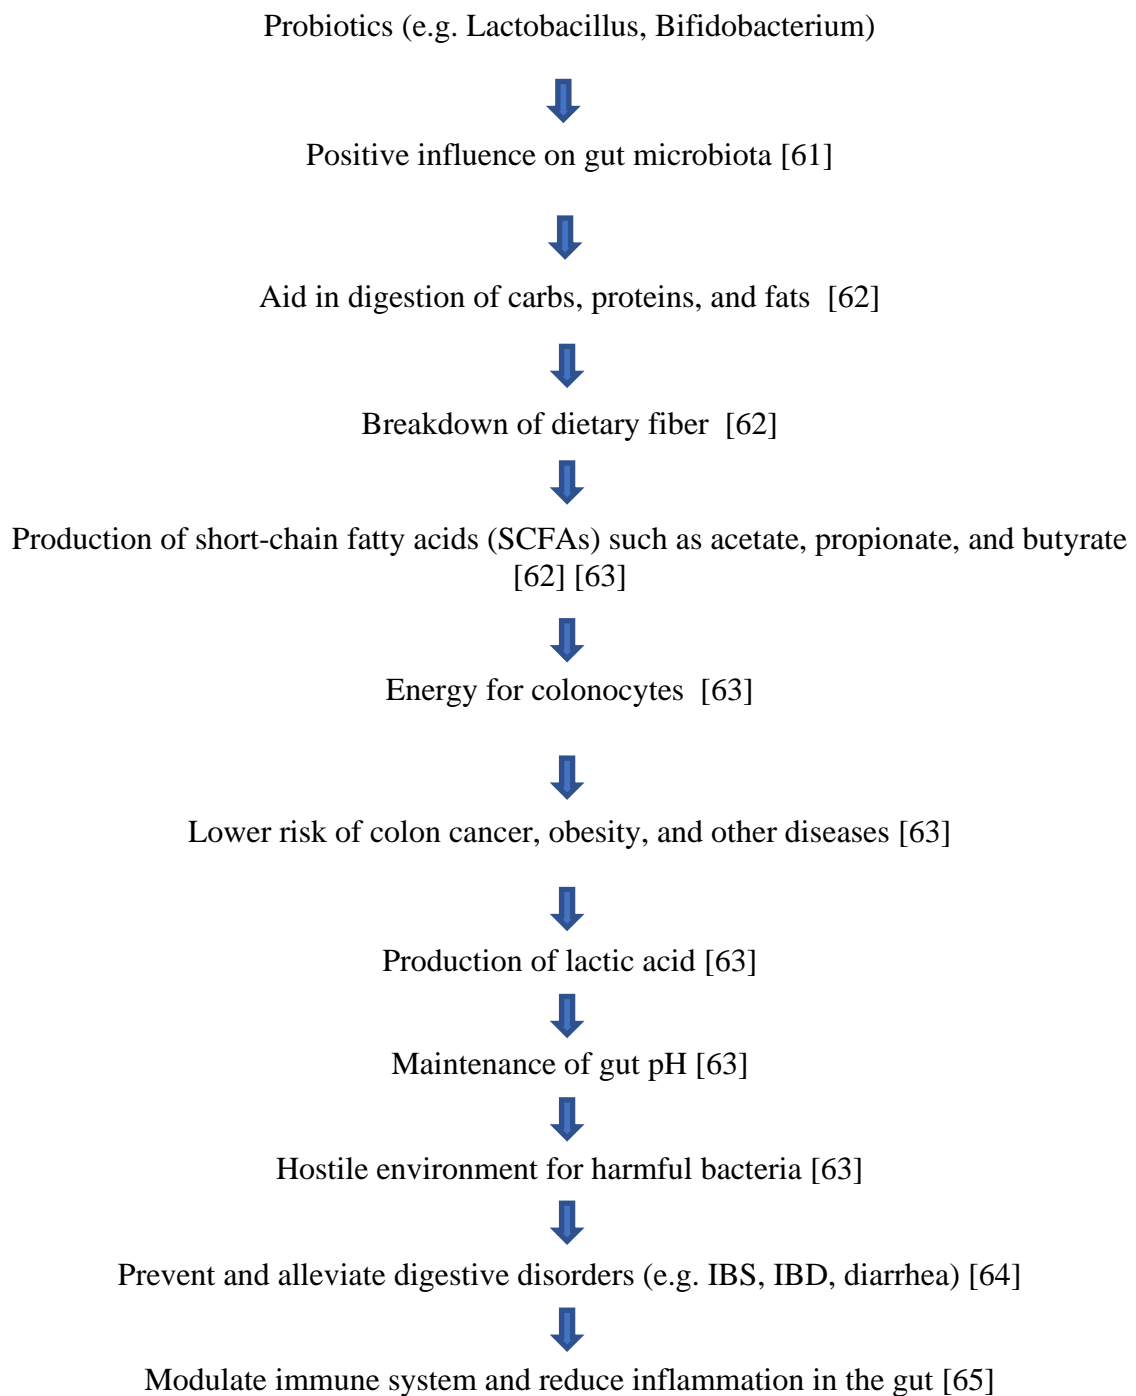 Probiotics (e.g. Lactobacillus, Bifidobacterium)
Positive influence on gut microbiota [61]
Aid in digestion of carbs, proteins, and fats [62]
Breakdown of dietary fiber [62]
Production of short-chain fatty acids (SCFAs) such as acetate, propionate, and butyrate
[62] [63]
Energy for colonocytes [63]
Lower risk of colon cancer, obesity, and other diseases [63]
Production of lactic acid [63]
Maintenance of gut pH [63]
Hostile environment for harmful bacteria [63]
Prevent and alleviate digestive disorders (e.g. IBS, IBD, diarrhea) [64]
Modulate immune system and reduce inflammation in the gut [65]